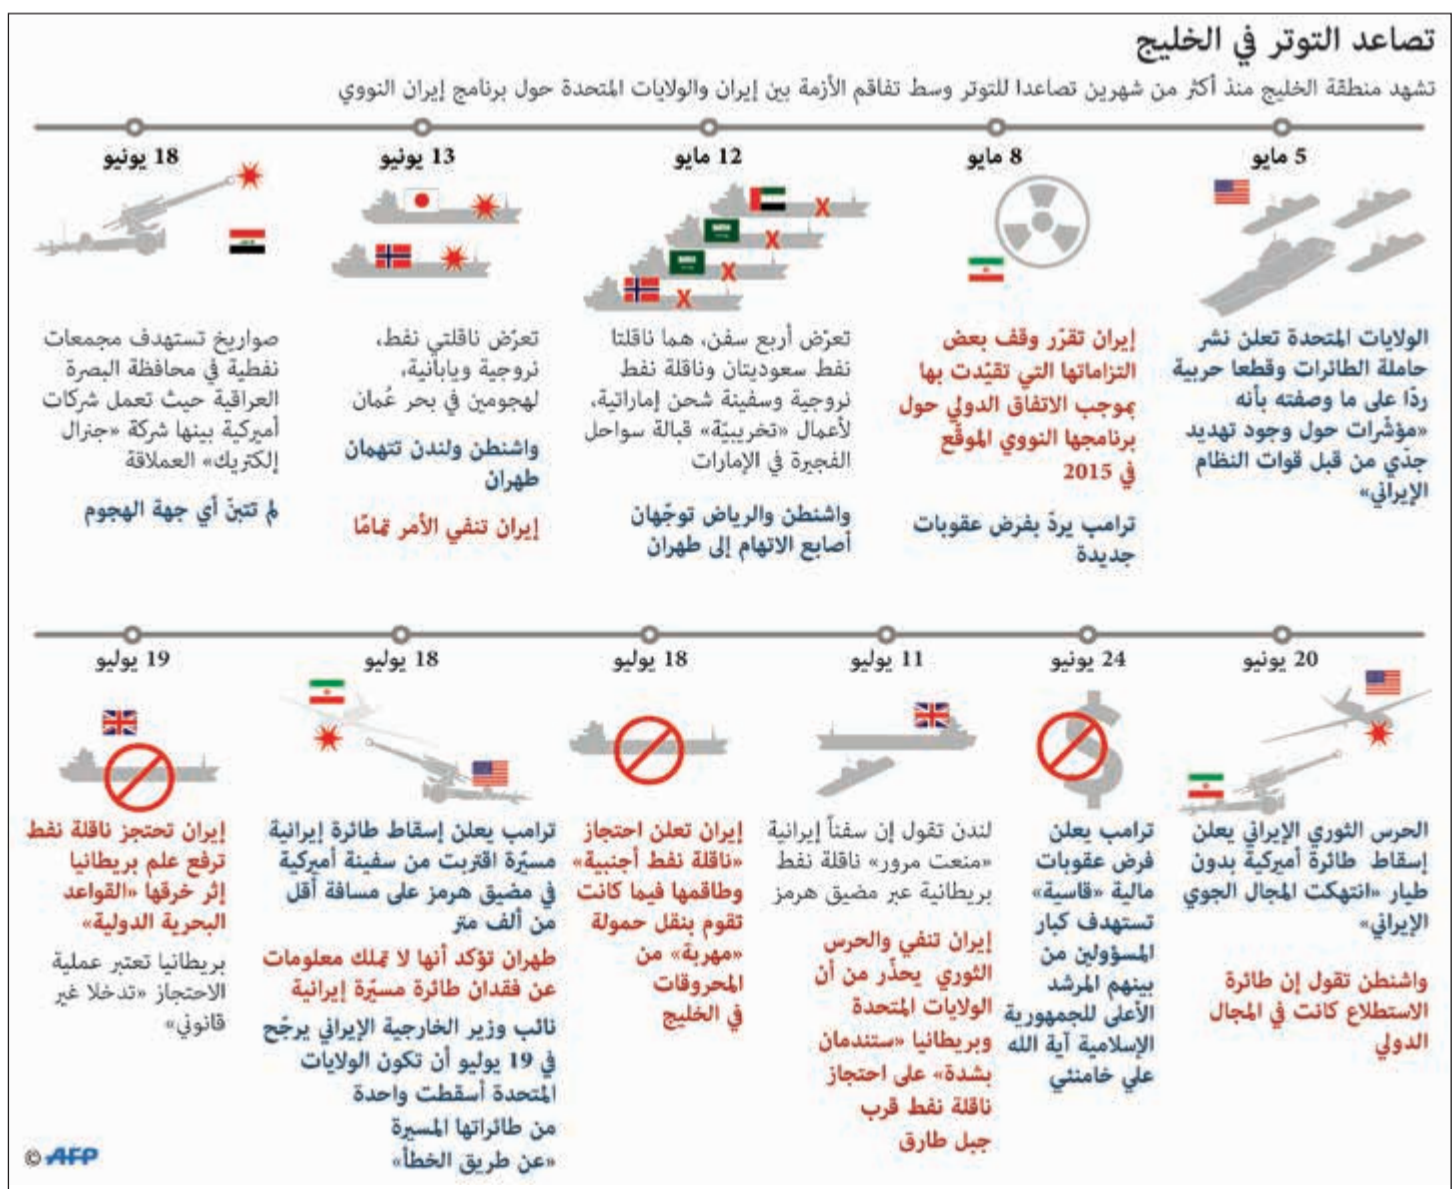 تصاعد التوتر في الخليج
تشهد منطقة الخليج منذ أكثر من شهرين تصاعدا للتوتر وسط تفاقم الأزمة بين إيران والولايات المتحدة حول برنامج إيران النووي
5 مايو
الولايات المتحدة تعلن نشر
حاملة الطائرات وقطعا حربية
ردّا على ما وصفته بأنه
«مؤشّرات حول وجود تهديد
جدّي من قبل قوات النظام
الإيراني»
8 مايو
إيران تقرّر وقف بعض
التزاماتها التي تقيّدت بها
بموجب الاتفاق الدولي حول
برنامجها النووي الموقّع
في 2015
ترامب يردّ بفرض عقوبات
جديدة
12 مايو
تعرّض أربع سفن، هما ناقلتا
نفط سعوديتان وناقلة نفط
نروجية وسفينة شحن إماراتية،
لأعمال «تخريبيّة» قبالة سواحل
الفجيرة في الإمارات
واشنطن والرياض توجّهان
أصابع الاتهام إلى طهران
13 يونيو
تعرّض ناقلتي نفط،
نروجية ويابانية،
لهجومين في بحر عُمان
واشنطن ولندن تتهمان
طهران
إيران تنفي الأمر تمامًا
18 يونيو
صواريخ تستهدف مجمعات
نفطية في محافظة البصرة
العراقية حيث تعمل شركات
أميركية بينها شركة «جنرال
إلكتريك» العملاقة
لم تتبنّ أي جهة الهجوم
20 يونيو
الحرس الثوري الإيراني يعلن
إسقاط طائرة أميركية بدون
طيار «انتهكت المجال الجوي
الإيراني»
واشنطن تقول إن طائرة
الاستطلاع كانت في المجال
الدولي
24 يونيو
ترامب يعلن
فرض عقوبات
مالية «قاسية»
تستهدف كبار
المسؤولين من
بينهم المرشد
الأعلى للجمهورية
الإسلامية آية الله
علي خامنئي
11 يوليو
لندن تقول إن سفناً إيرانية
«منعت مرور» ناقلة نفط
بريطانية عبر مضيق هرمز
إيران تنفي والحرس
الثوري يحذّر من أن
الولايات المتحدة
وبريطانيا «ستندمان
بشدة» على احتجاز
ناقلة نفط قرب
جبل طارق
18 يوليو
إيران تعلن احتجاز
«ناقلة نفط أجنبية»
وطاقمها فيما كانت
تقوم بنقل حمولة
«مهربة» من
المحروقات
في الخليج
18 يوليو
ترامب يعلن إسقاط طائرة إيرانية
مسيّرة اقتربت من سفينة أميركية
في مضيق هرمز على مسافة أقل
من ألف متر
طهران تؤكد أنها لا تملك معلومات
عن فقدان طائرة مسيّرة إيرانية
نائب وزير الخارجية الإيراني يرجّح
في 19 يوليو أن تكون الولايات
المتحدة أسقطت واحدة
من طائراتها المسيرة
«عن طريق الخطأ»
19 يوليو
إيران تحتجز ناقلة نفط
ترفع علم بريطانيا
إثر خرقها «القواعد
البحرية الدولية»
بريطانيا تعتبر عملية
الاحتجاز «تدخلا غير
قانوني»
© AFP